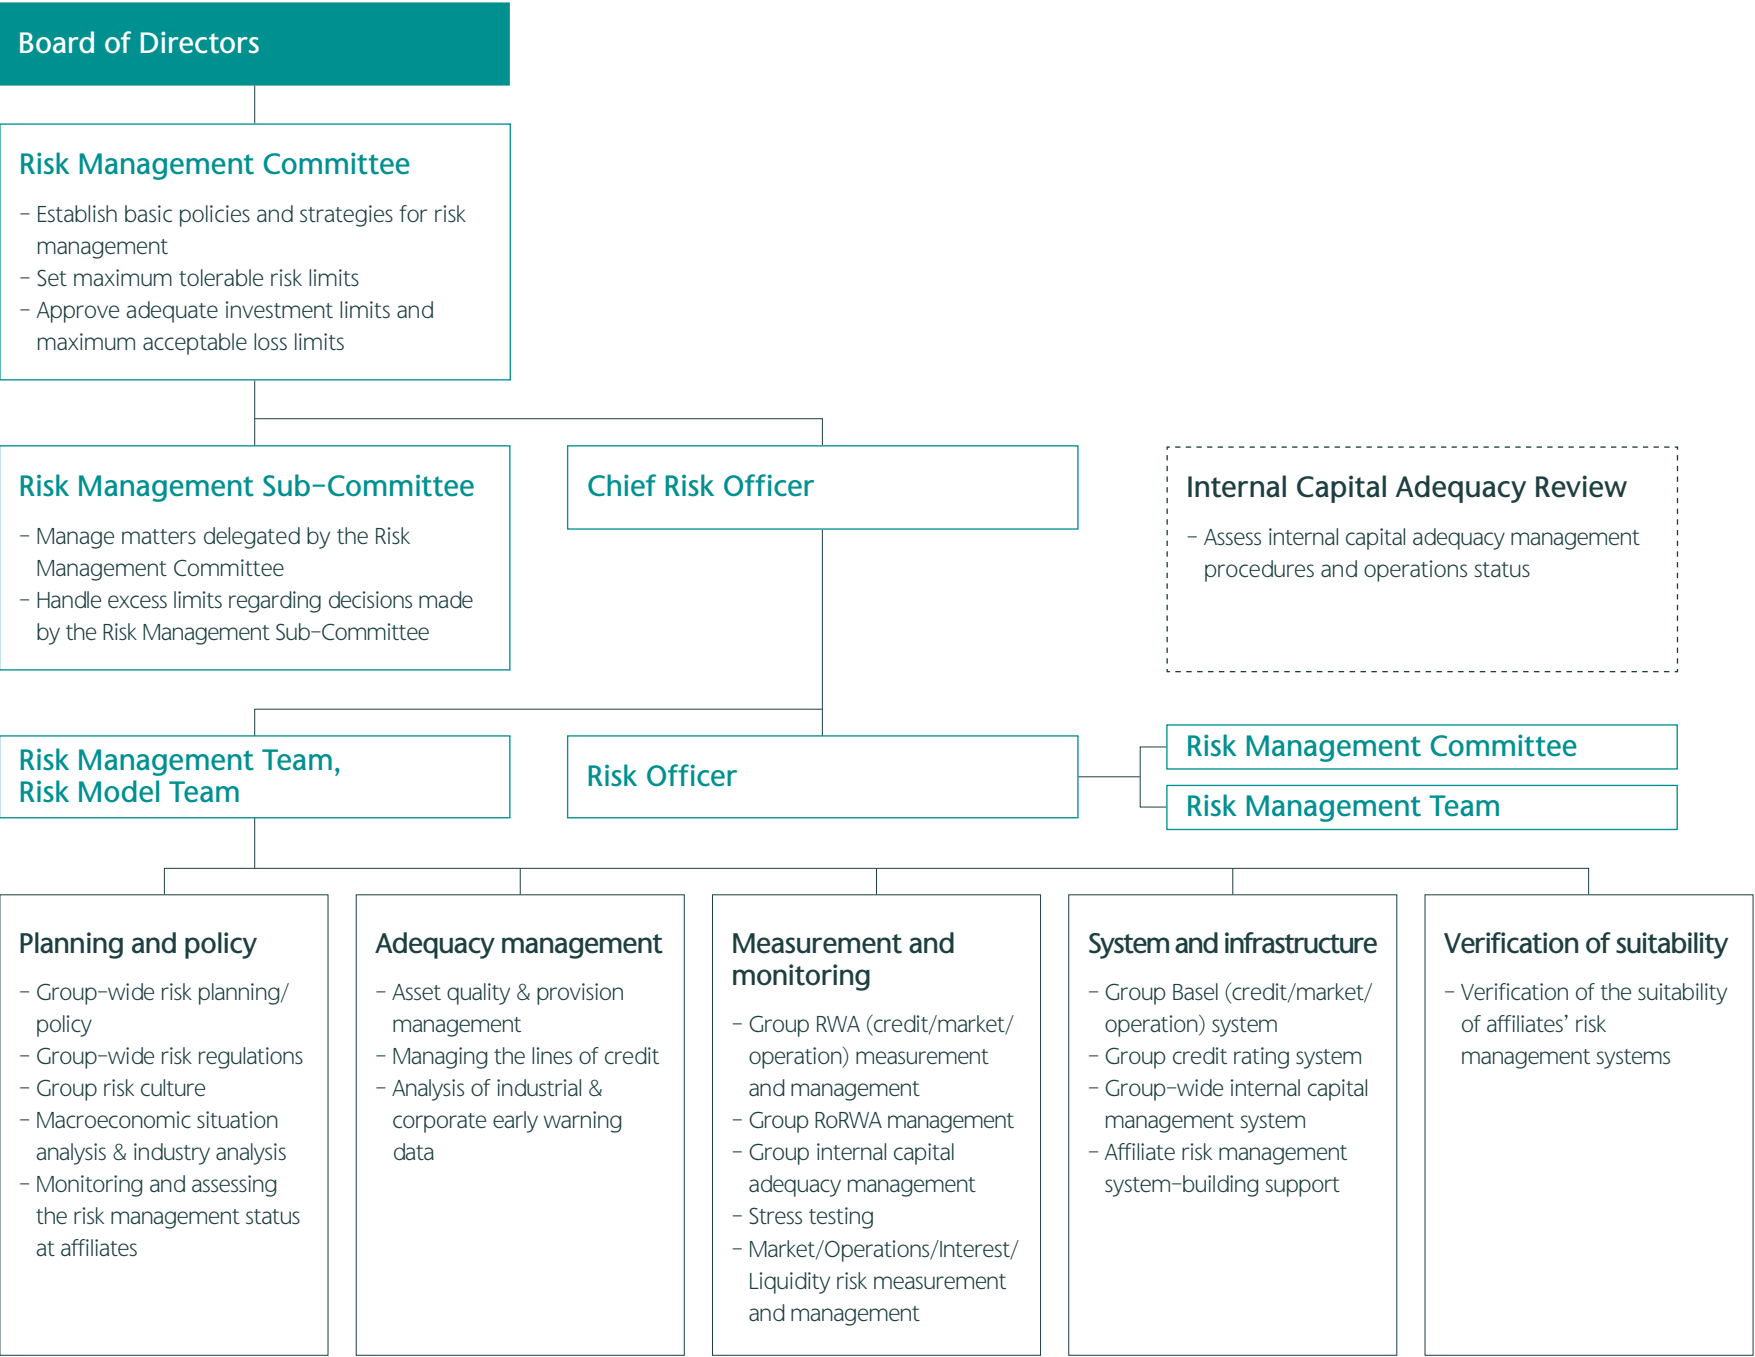 Board of Directors
Risk Management Committee
- Establish basic policies and strategies for risk
management
- Set maximum tolerable risk limits
- Approve adequate investment limits and
maximum acceptable loss limits
Risk Management Sub-Committee
- Manage matters delegated by the Risk
Management Committee
- Handle excess limits regarding decisions made
by the Risk Management Sub-Committee
Chief Risk Officer
Internal Capital Adequacy Review
- Assess internal capital adequacy management
procedures and operations status
Risk Management Team,
Risk Model Team
Risk Officer
Risk Management Committee
Risk Management Team
Planning and policy
- Group-wide risk planning/
policy
- Group-wide risk regulations
- Group risk culture
- Macroeconomic situation
analysis & industry analysis
- Monitoring and assessing
the risk management status
at affiliates
Adequacy management
- Asset quality & provision
management
- Managing the lines of credit
- Analysis of industrial &
corporate early warning
data
Measurement and
monitoring
- Group RWA (credit/market/
operation) measurement
and management
- Group RoRWA management
- Group internal capital
adequacy management
- Stress testing
- Market/Operations/Interest/
Liquidity risk measurement
and management
System and infrastructure
- Group Basel (credit/market/
operation) system
- Group credit rating system
- Group-wide internal capital
management system
- Affiliate risk management
system-building support
Verification of suitability
- Verification of the suitability
of affiliates’ risk
management systems